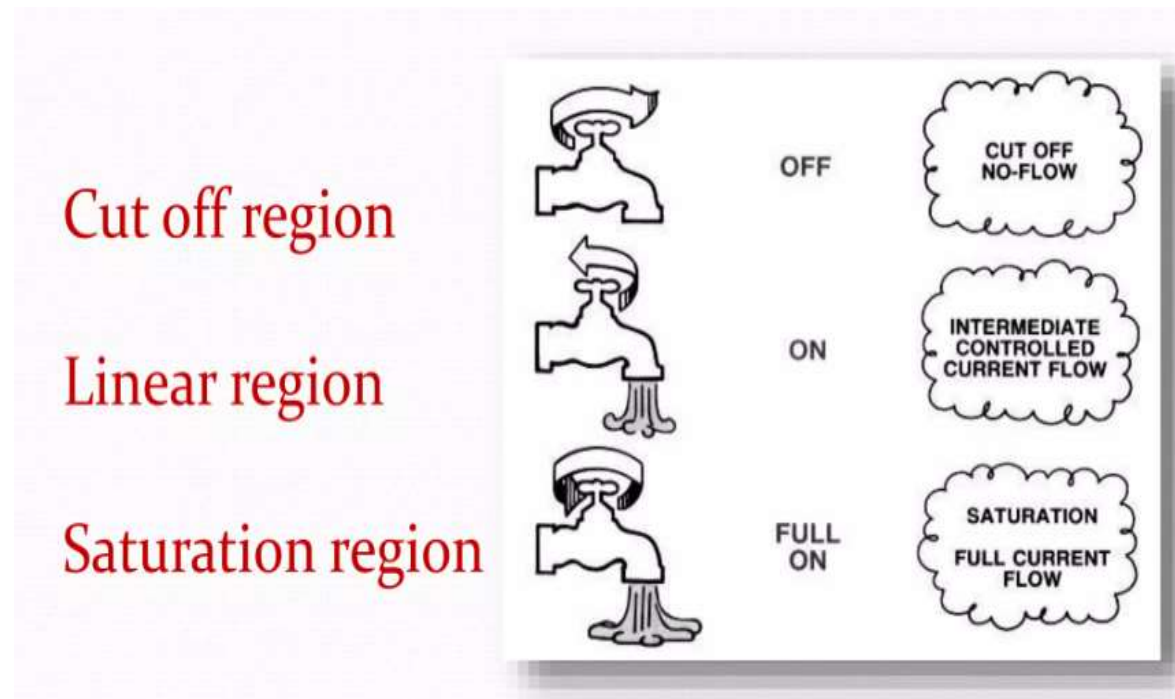 Cut off region
Linear region
Saturation region
OFF
CUT OFF
NO-FLOW
ON
INTERMEDIATE
CONTROLLED
CURRENT FLOW
FULL
ON
SATURATION
FULL CURRENT
FLOW